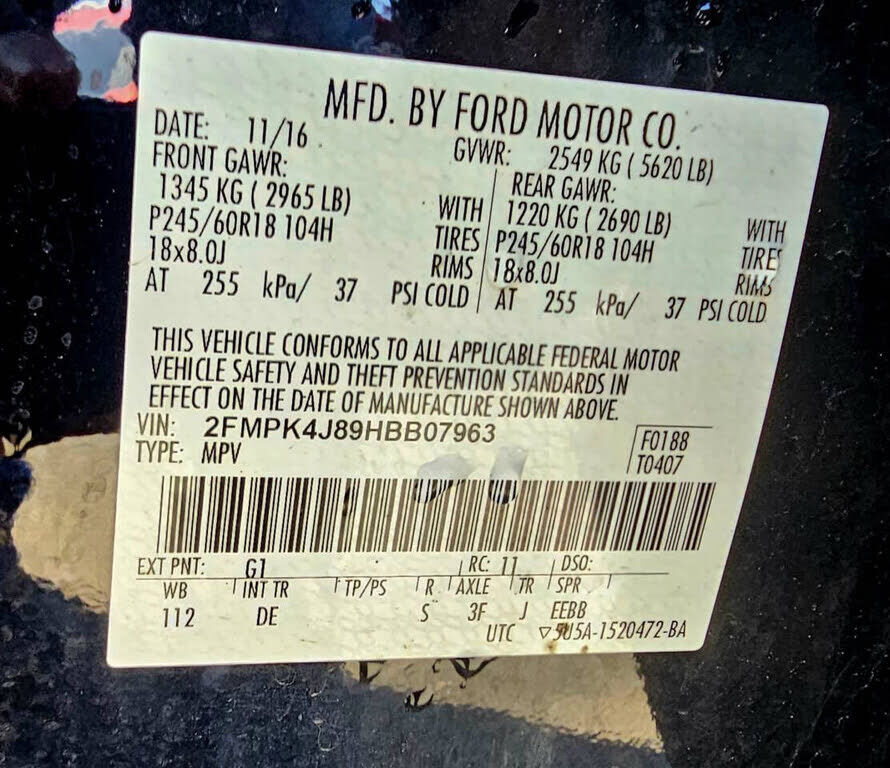 MFD. BY FORD MOTOR CO.
DATE: 11/16 GVWR: 2549 KG ( 5620 LB)
FRONT GAWR: REAR GAWR:
1345 KG ( 2965 LB) WITH 1220 KG ( 2690 LB) WITH
P245/60R18 104H TIRES P245/60R18 104H TIRES
18x8.0J RIMS 18x8.0J RIMS
AT 255 kPa/ 37 PSI COLD AT 255 kPa/ 37 PSI COLD
THIS VEHICLE CONFORMS TO ALL APPLICABLE FEDERAL MOTOR
VEHICLE SAFETY AND THEFT PREVENTION STANDARDS IN
EFFECT ON THE DATE OF MANUFACTURE SHOWN ABOVE.
VIN: 2FMPK4J89HBB07963 F0188
TYPE: MPV T0407
EXT PNT: G1 RC: 11 DSO:
WB INT TR TP/PS R AXLE TR SPR
112 DE S 3F J EEBB
UTC ▽5U5A-1520472-BA